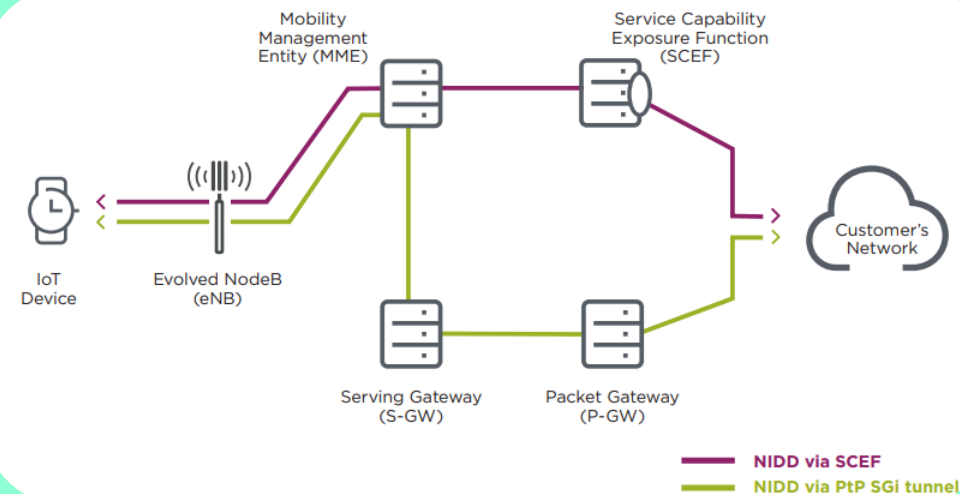 Mobility
Management
Entity (MME)
Service Capability
Exposure Function
(SCEF)
IoT
Device
Evolved NodeB
(eNB)
Customer's
Network
Serving Gateway
(S-GW)
Packet Gateway
(P-GW)
NIDD via SCEF
NIDD via PtP SGi tunnel